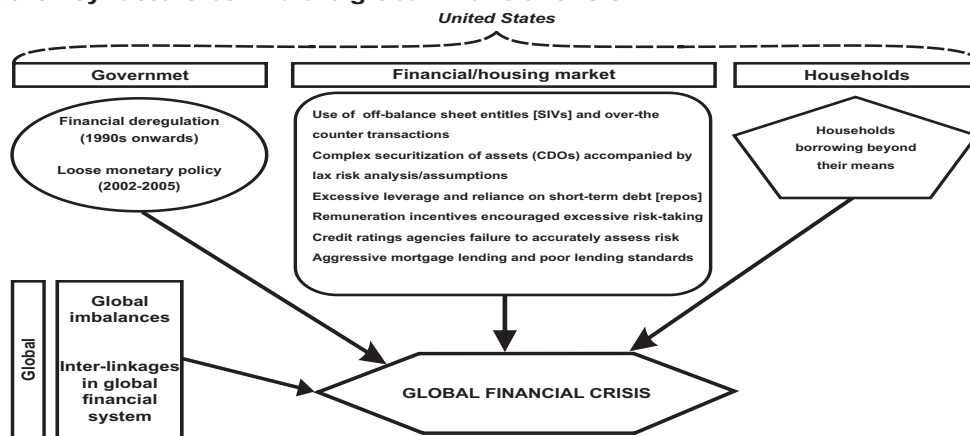 United States
Governmet
Financial/housing market
Households
Financial deregulation
(1990s onwards)
Loose monetary policy
(2002-2005)
Use of off-balance sheet entitles [SIVs] and over-the
counter transactions
Complex securitization of assets (CDOs) accompanied by
lax risk analysis/assumptions
Excessive leverage and reliance on short-term debt [repos]
Remuneration incentives encouraged excessive risk-taking
Credit ratings agencies failure to accurately assess risk
Aggressive mortgage lending and poor lending standards
Households
borrowing beyond
their means
Global
Global
imbalances
Inter-linkages
in global
financial
system
GLOBAL FINANCIAL CRISIS